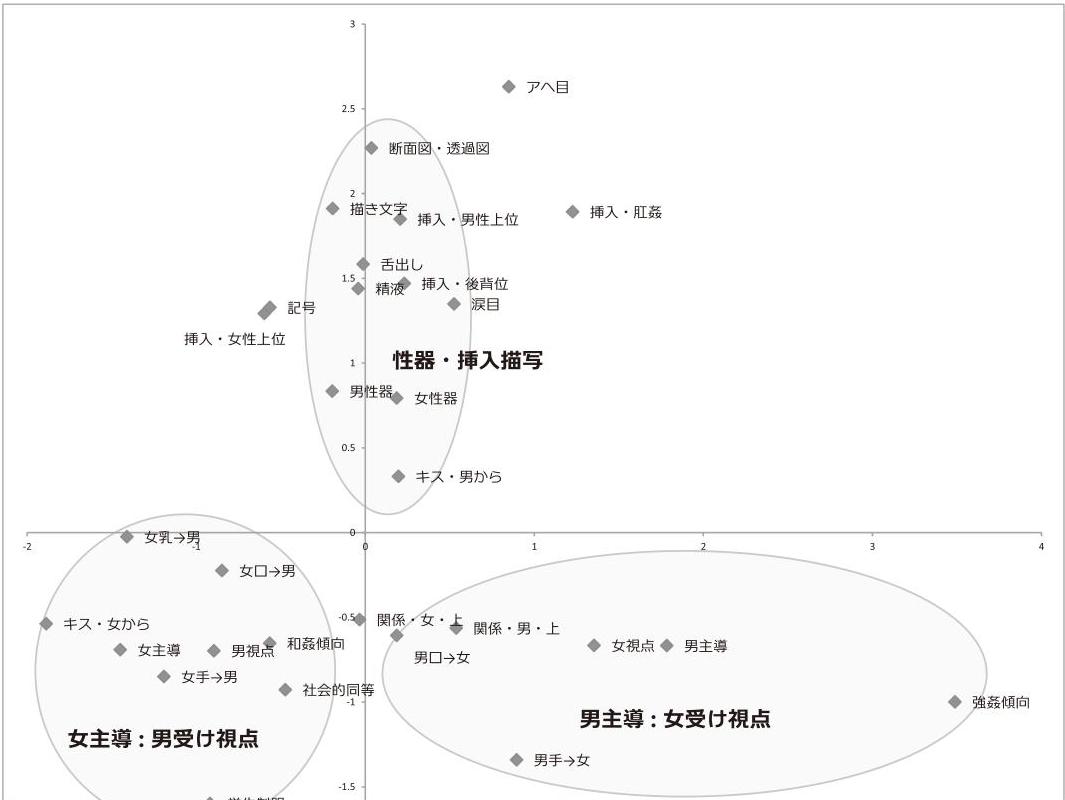 3
アヘ目
2.5
断面図・透過図
2
描き文字
挿入・男性上位
挿入・肛姦
舌出し
1.5
精液
挿入・後背位
涙目
記号
挿入・女性上位
1
性器・挿入描写
男性器
女性器
0.5
キス・男から
0
女乳→男
-2
-1
0
1
2
3
4
女口→男
キス・女から
-0.5
関係・女・上
関係・男・上
女主導
男視点
和姦傾向
男口→女
女視点
男主導
女手→男
社会的同等
-1
強姦傾向
女主導：男受け視点
男主導：女受け視点
男手→女
-1.5